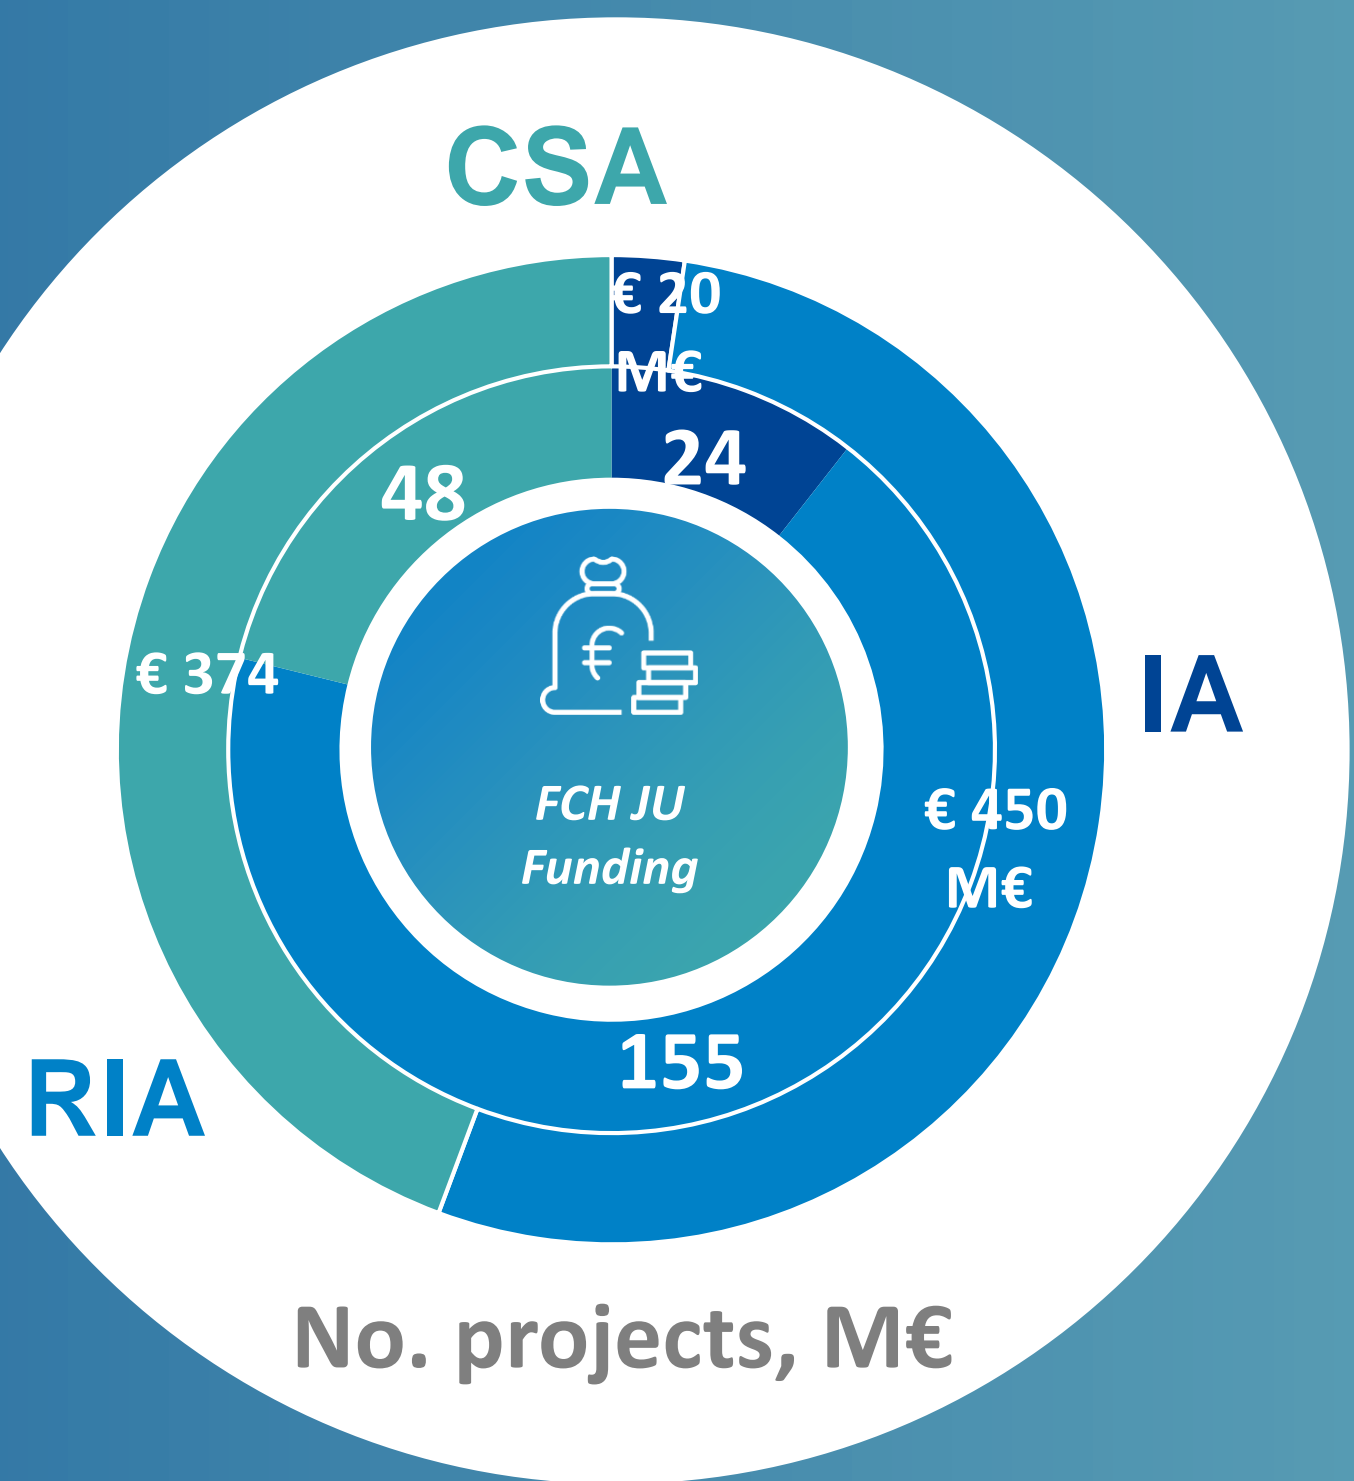 CSA
€ 20
M€
24
48
€ 374
IA
€ 450
M€
€
FCH JU
Funding
155
RIA
No. projects, M€